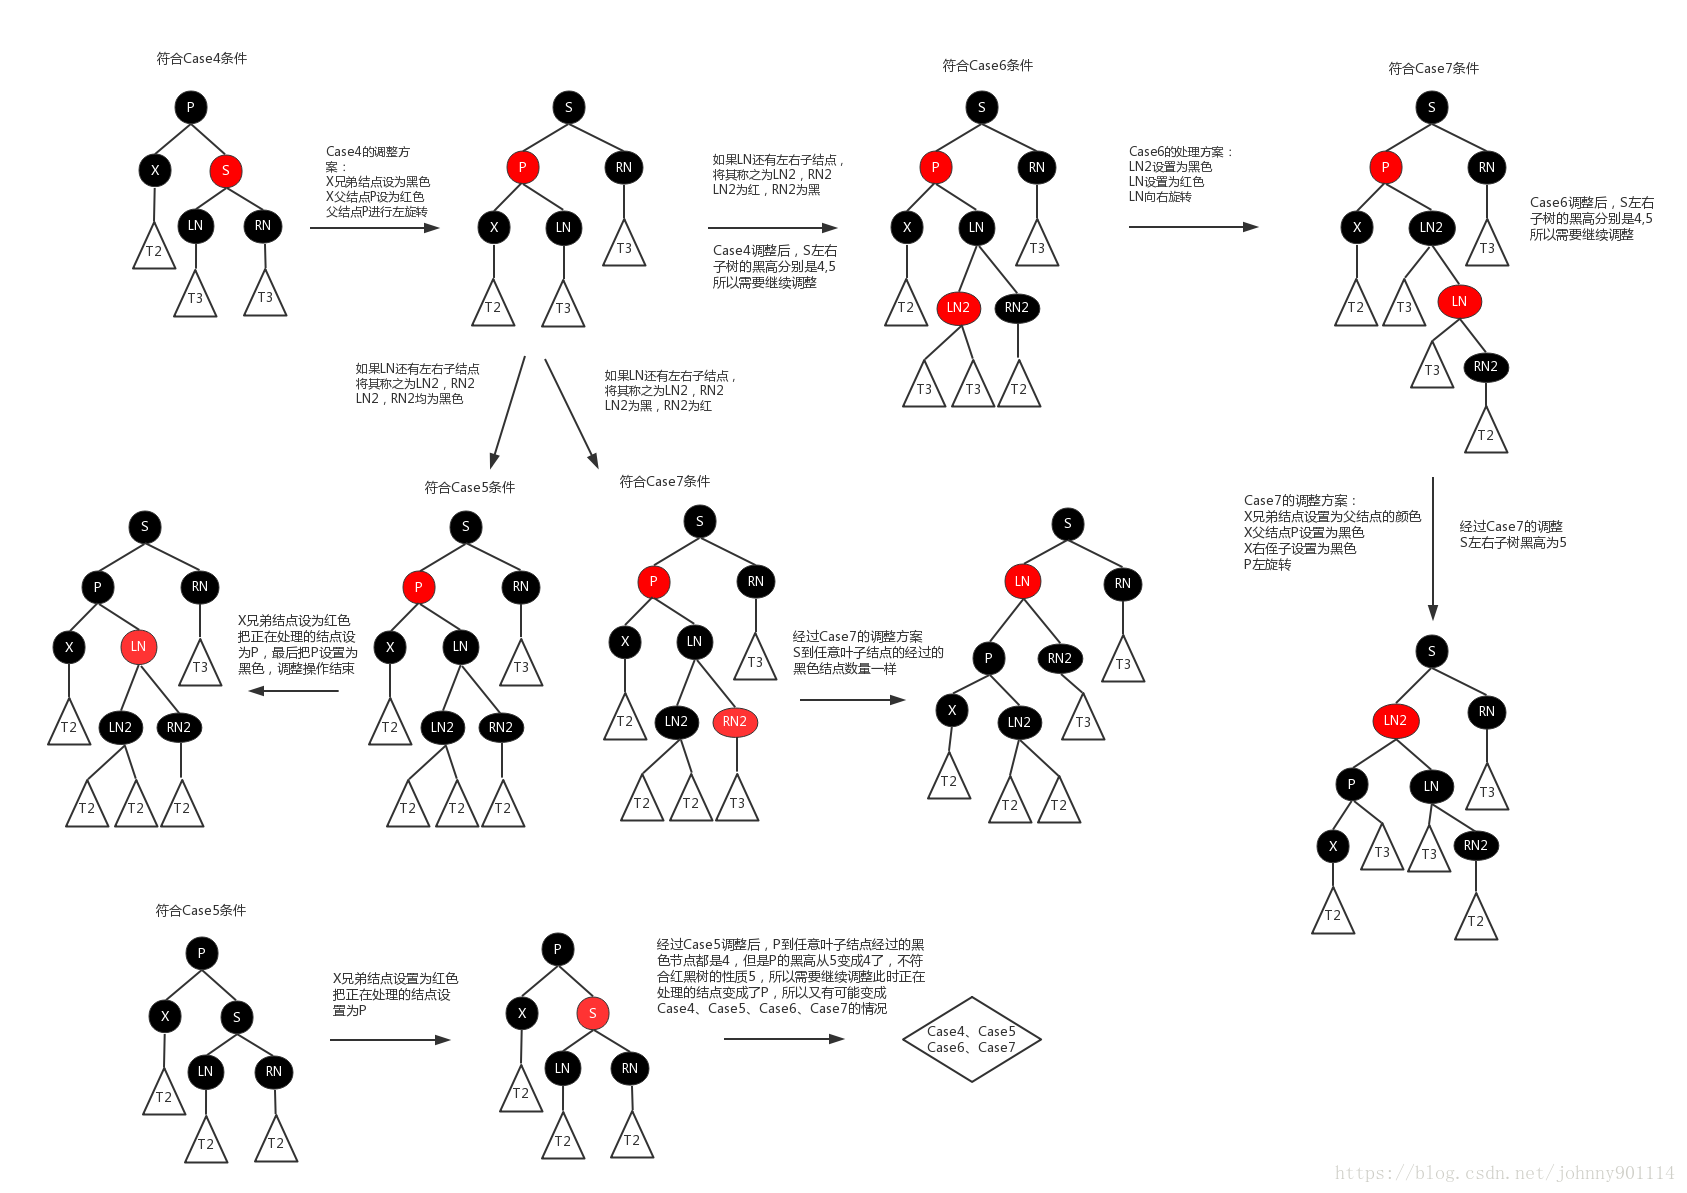 符合Case4条件
P
X
S
LN
RN
T2
T3
T3
Case4的调整方
案：
X兄弟结点设为黑色
X父结点P设为红色
父结点P进行左旋转
S
P
RN
X
LN
T3
T2
T3
如果LN还有左右子结点，
将其称之为LN2，RN2
LN2为红，RN2为黑
Case4调整后，S左右
子树的黑高分别是4,5
所以需要继续调整
符合Case6条件
S
P
RN
X
LN
T3
T2
LN2
RN2
T3
T3
T2
Case6的处理方案：
LN2设置为黑色
LN设置为红色
LN向右旋转
符合Case7条件
S
P
RN
X
LN2
T3
T2
T3
LN
T3
RN2
T2
Case6调整后，S左右
子树的黑高分别是4,5
所以需要继续调整
如果LN还有左右子结点
将其称之为LN2，RN2
LN2，RN2均为黑色
如果LN还有左右子结点，
将其称之为LN2，RN2
LN2为黑，RN2为红
S
P
RN
X
LN
T3
T2
LN2
RN2
T2
T2
T2
X兄弟结点设为红色
把正在处理的结点设
为P，最后把P设置为
黑色，调整操作结束
符合Case5条件
S
P
RN
X
LN
T3
T2
LN2
RN2
T2
T2
T2
符合Case7条件
S
P
RN
X
LN
T3
T2
LN2
RN2
T2
T2
T3
经过Case7的调整方案
S到任意叶子结点的经过的
黑色结点数量一样
S
LN
RN
P
RN2
T3
X
LN2
T3
T2
T2
T2
Case7的调整方案：
X兄弟结点设置为父结点的颜色
X父结点P设置为黑色
X右侄子设置为黑色
P左旋转
经过Case7的调整
S左右子树黑高为5
S
LN2
RN
P
LN
T3
X
T3
T3
RN2
T2
T2
符合Case5条件
P
X
S
LN
RN
T2
T2
T2
X兄弟结点设置为红色
把正在处理的结点设
置为P
P
X
S
LN
RN
T2
T2
T2
经过Case5调整后，P到任意叶子结点经过的黑
色节点都是4，但是P的黑高从5变成4了，不符
合红黑树的性质5，所以需要继续调整此时正在
处理的结点变成了P，所以又有可能变成
Case4、Case5、Case6、Case7的情况
Case4、Case5
Case6、Case7
https://blog.csdn.net/johnny901114